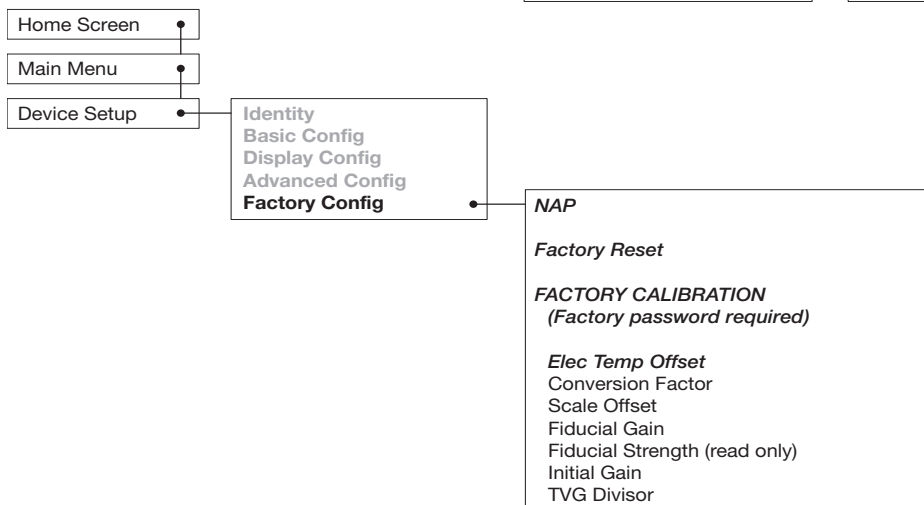 Home Screen
Main Menu
Device Setup
Identity
Basic Config
Display Config
Advanced Config
Factory Config
NAP
Factory Reset
FACTORY CALIBRATION
(Factory password required)
Elec Temp Offset
Conversion Factor
Scale Offset
Fiducial Gain
Fiducial Strength (read only)
Initial Gain
TVG Divisor